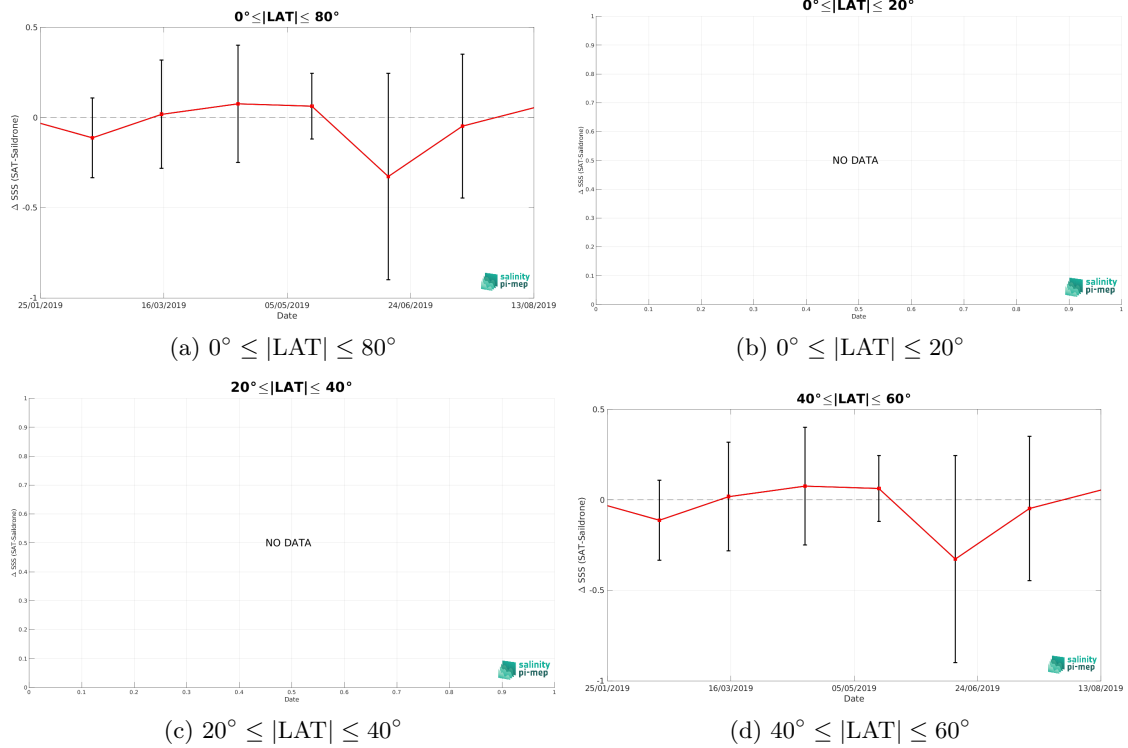 0°≤|LAT|≤ 80°
0.5
0
-0.5
-1
Δ SSS (SAT-Saildrone)
25/01/2019 16/03/2019 05/05/2019 24/06/2019 13/08/2019
Date
salinity
pi-mep
(a) 0° ≤ |LAT| ≤ 80°
0°≤|LAT|≤ 20°
1
0.9
0.8
0.7
0.6
0.5
0.4
0.3
0.2
0.1
0
Δ SSS (SAT-Saildrone)
NO DATA
0 0.1 0.2 0.3 0.4 0.5 0.6 0.7 0.8 0.9 1
Date
salinity
pi-mep
(b) 0° ≤ |LAT| ≤ 20°
20°≤|LAT|≤ 40°
1
0.9
0.8
0.7
0.6
0.5
0.4
0.3
0.2
0.1
0
Δ SSS (SAT-Saildrone)
NO DATA
0 0.1 0.2 0.3 0.4 0.5 0.6 0.7 0.8 0.9 1
Date
salinity
pi-mep
(c) 20° ≤ |LAT| ≤ 40°
40°≤|LAT|≤ 60°
0.5
0
-0.5
-1
Δ SSS (SAT-Saildrone)
25/01/2019 16/03/2019 05/05/2019 24/06/2019 13/08/2019
Date
salinity
pi-mep
(d) 40° ≤ |LAT| ≤ 60°